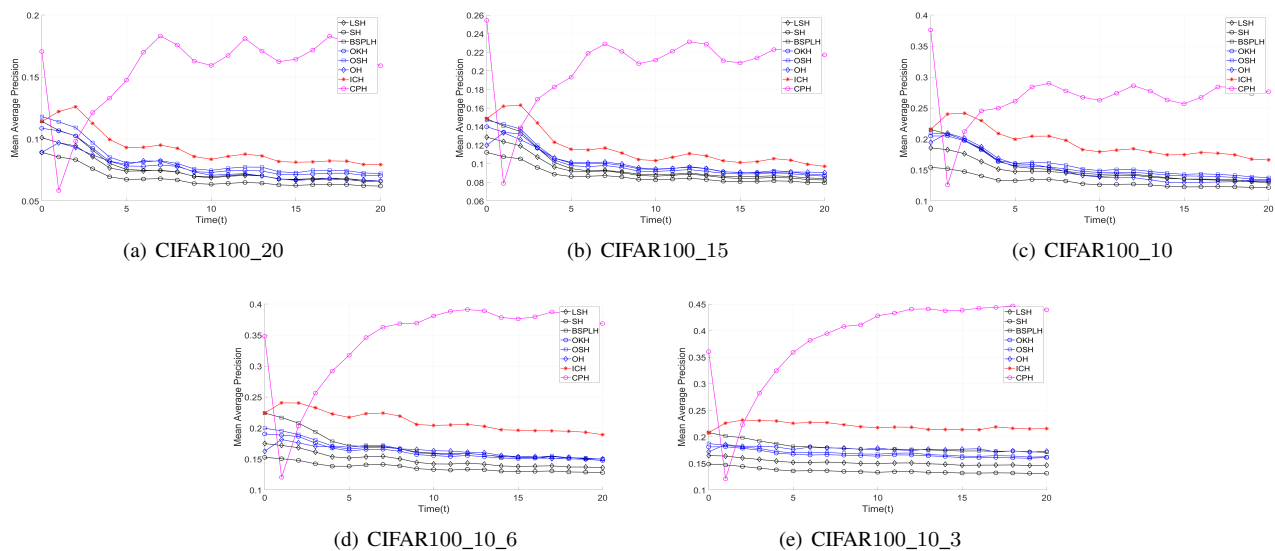 0.2
0.15
0.1
0.05
Mean Average Precision
0 5 10 15 20
Time(t)
LSH
SH
BSPLH
OKH
OSH
OH
ICH
CPH
(a) CIFAR100_20
0.26
0.24
0.22
0.2
0.18
0.16
0.14
0.12
0.1
0.08
0.06
Mean Average Precision
0 5 10 15 20
Time(t)
LSH
SH
BSPLH
OKH
OSH
OH
ICH
CPH
(b) CIFAR100_15
0.4
0.35
0.3
0.25
0.2
0.15
0.1
Mean Average Precision
0 5 10 15 20
Time(t)
LSH
SH
BSPLH
OKH
OSH
OH
ICH
CPH
(c) CIFAR100_10
0.4
0.35
0.3
0.25
0.2
0.15
0.1
Mean Average Precision
0 5 10 15 20
Time(t)
LSH
SH
BSPLH
OKH
OSH
OH
ICH
CPH
(d) CIFAR100_10_6
0.45
0.4
0.35
0.3
0.25
0.2
0.15
0.1
Mean Average Precision
0 5 10 15 20
Time(t)
LSH
SH
BSPLH
OKH
OSH
OH
ICH
CPH
(e) CIFAR100_10_3